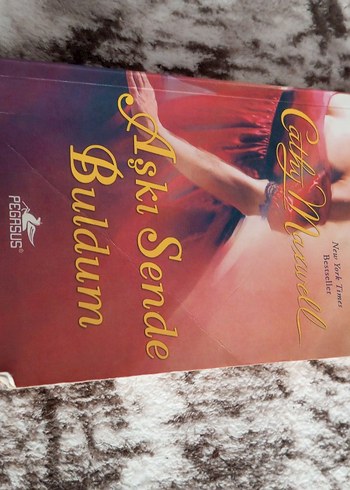 Cathy Maxwell
New York Times
Bestseller
Aşkı Sende
Buldum
PEGASUS®